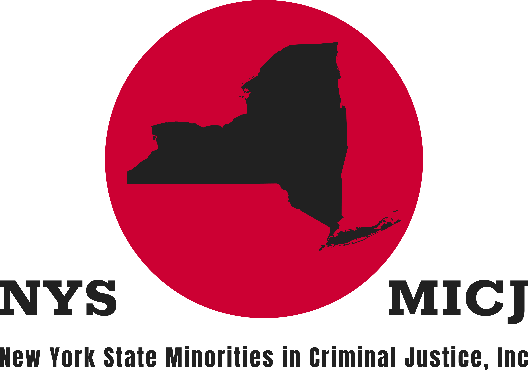 NYS MICJ
New York State Minorities in Criminal Justice, Inc